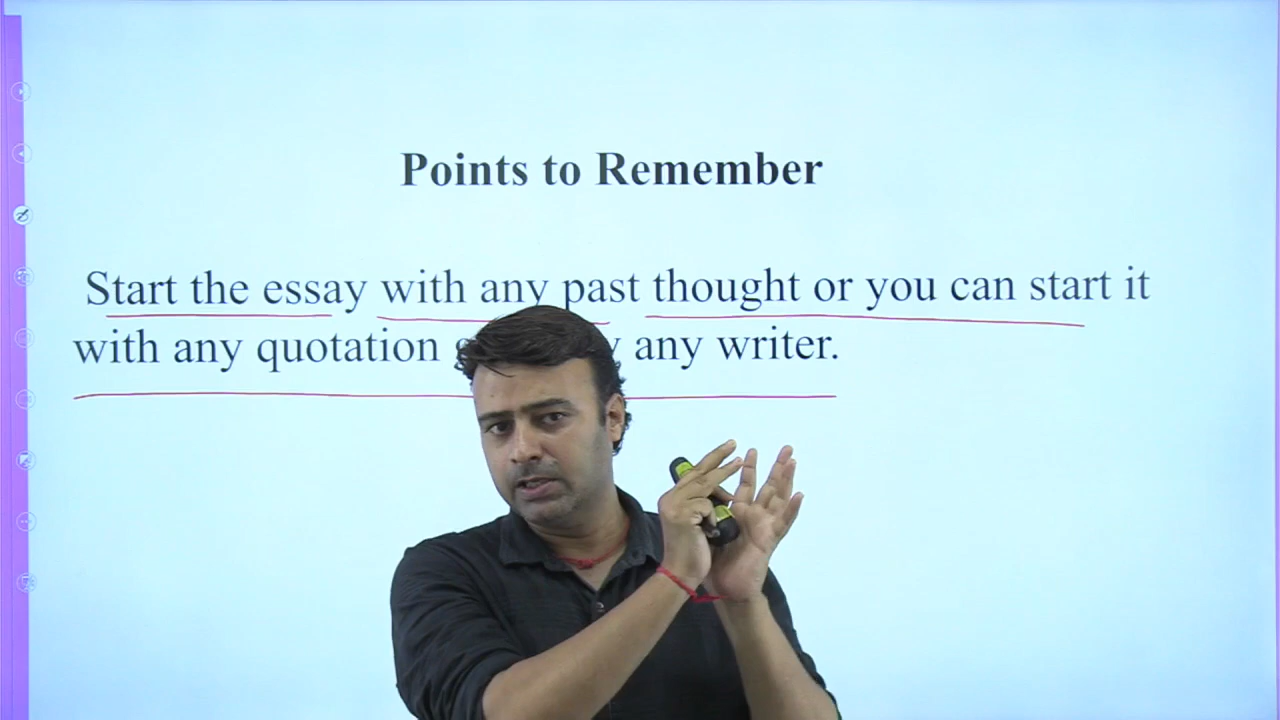 Points to Remember
Start the essay with any past thought or you can start it
with any quotation any writer.